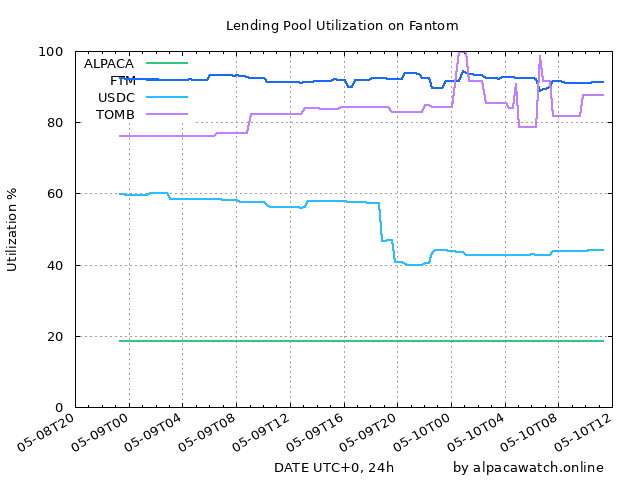 Lending Pool Utilization on Fantom
100
80
60
40
20
0
Utilization %
ALPACA
FTM
USDC
TOMB
05-08T20
05-09T00
05-09T04
05-09T08
05-09T12
05-09T16
05-09T20
05-10T00
05-10T04
05-10T08
05-10T12
DATE UTC+0, 24h
by alpacawatch.online